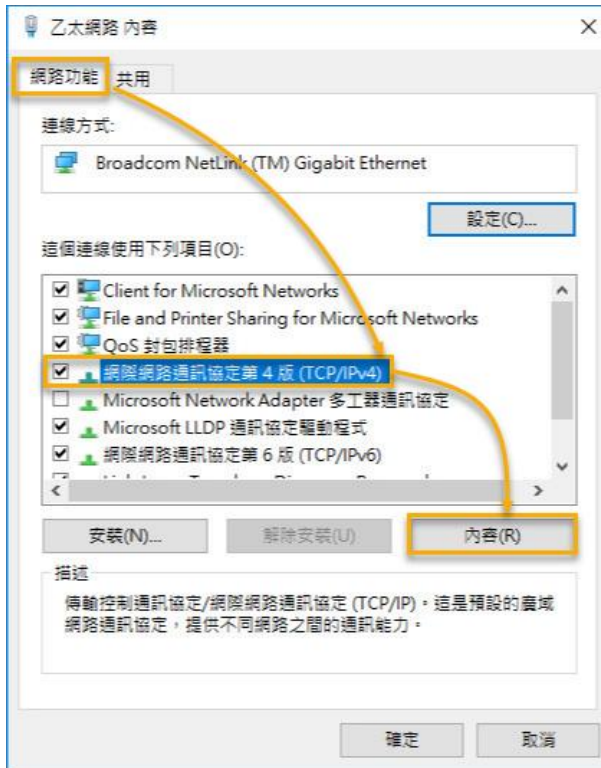 乙太網路 內容
網路功能 共用
連線方式:
Broadcom NetLink (TM) Gigabit Ethernet
設定(C)...
這個連線使用下列項目(O):
Client for Microsoft Networks
File and Printer Sharing for Microsoft Networks
QoS 封包排程器
網際網路通訊協定第 4 版 (TCP/IPv4)
Microsoft Network Adapter 多工器通訊協定
Microsoft LLDP 通訊協定驅動程式
網際網路通訊協定第 6 版 (TCP/IPv6)
安裝(N)... 解除安裝(U) 內容(R)
描述
傳輸控制通訊協定/網際網路通訊協定 (TCP/IP)。這是預設的廣域
網路通訊協定，提供不同網路之間的通訊能力。
確定 取消